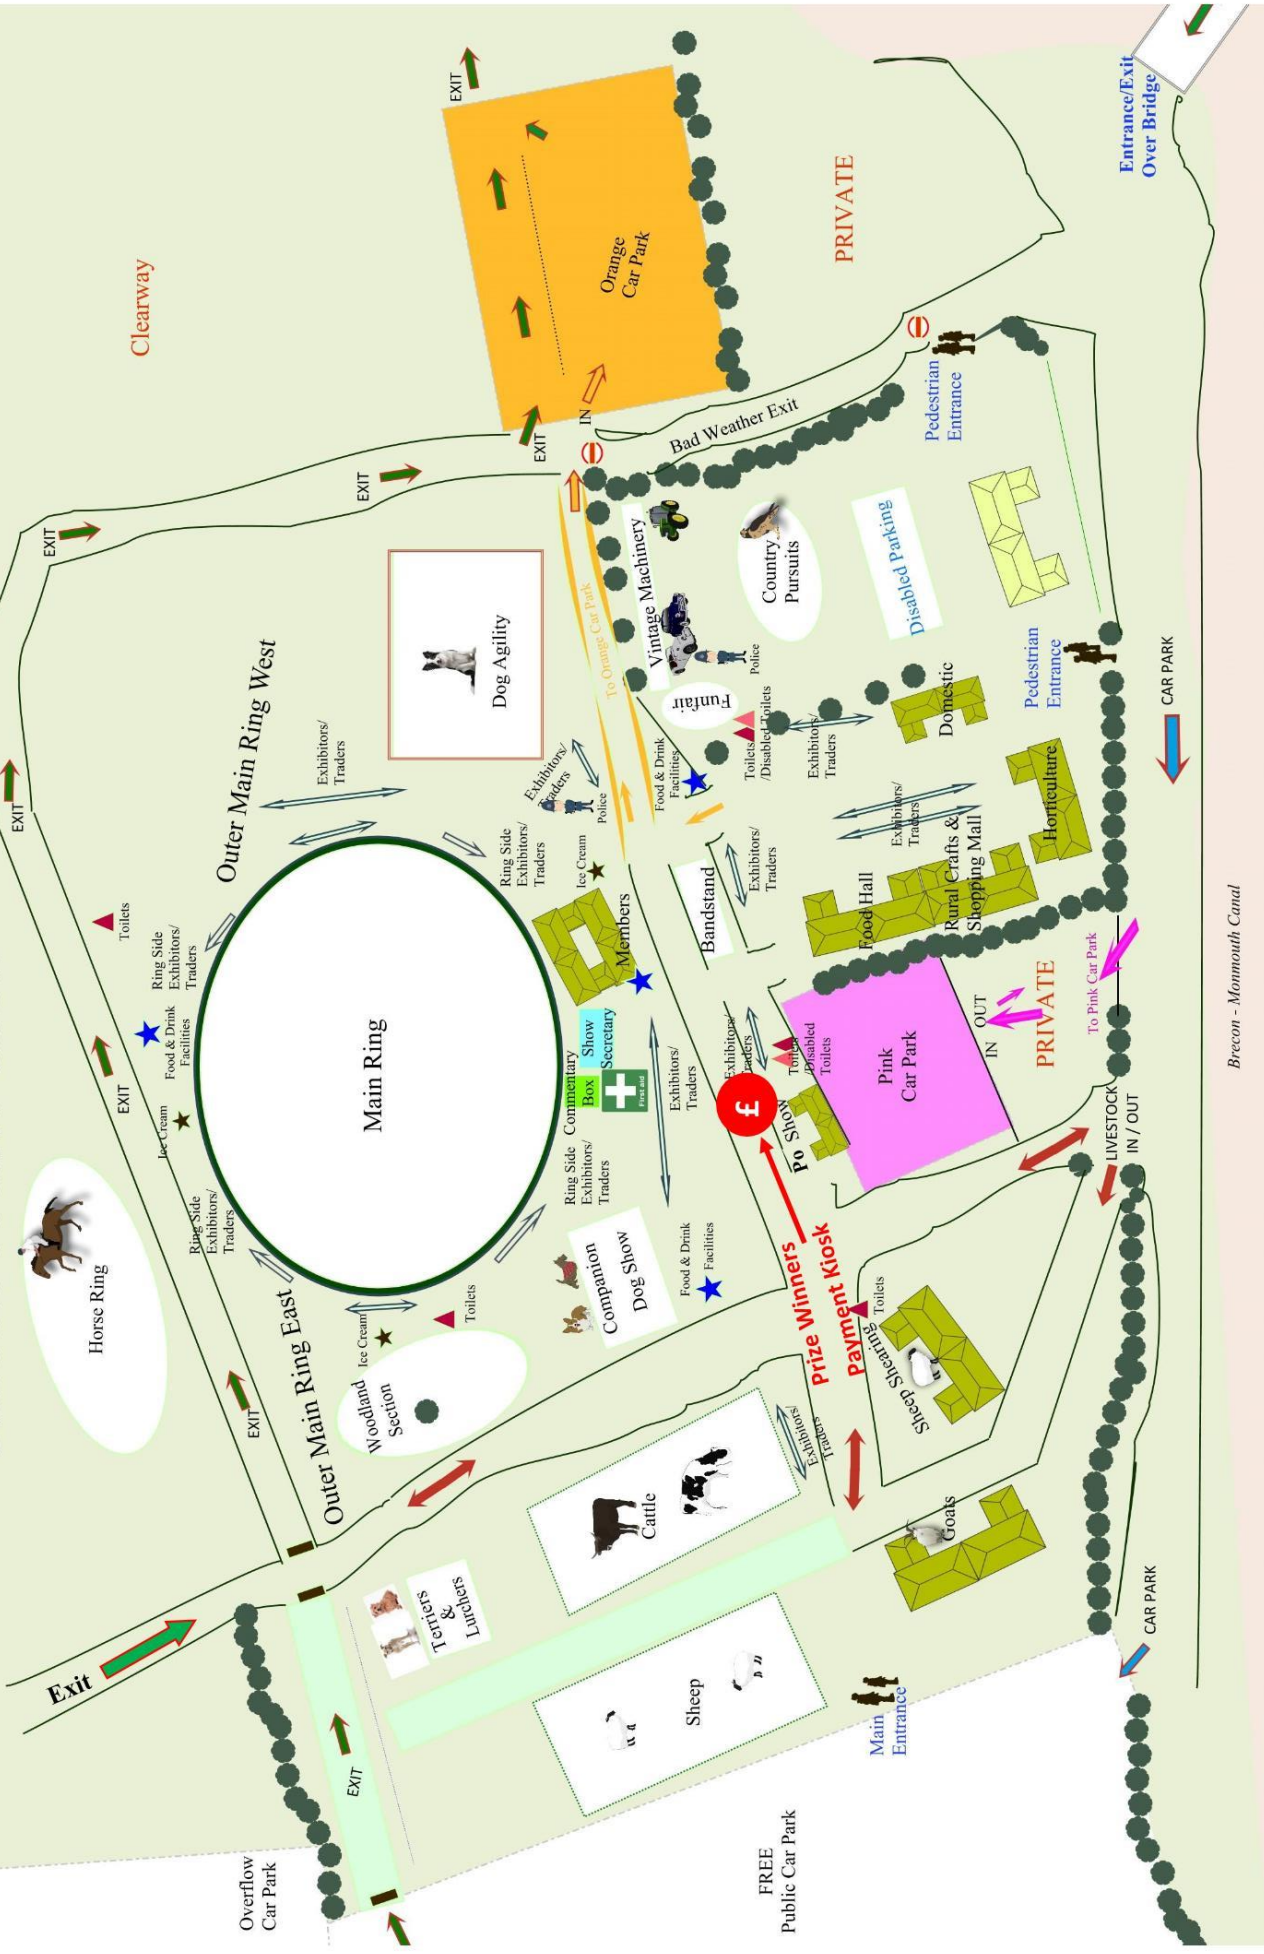 Clearway
EXIT
Orange
Car Park
PRIVATE
Entrance/Exit
Over Bridge
EXIT
EXIT
EXIT
IN
Bad Weather Exit
Pedestrian
Entrance
EXIT
Outer Main Ring West
Exhibitors/
Traders
Dog Agility
To Orange Car Park
Vintage Machinery
Country
Pursuits
Disabled Parking
Police
Funfair
Toilets
/Disabled Toilets
Exhibitors/
Traders
Domestic
Pedestrian
Entrance
CAR PARK
Exhibitors/
Traders
Police
Food & Drink
Facilities
Toilets
Ring Side
Exhibitors/
Traders
Food & Drink
Facilities
Ring Side
Exhibitors/
Traders
Ice Cream
Members
Bandstand
Exhibitors/
Traders
Exhibitors/
Traders
Food Hall
Rural Crafts &
Shopping Mall
Horticulture
EXIT
Ice Cream
Main Ring
Commentary
Box
Show
Secretary
First aid
Exhibitors/
Traders
Exhibitors/
Traders
£
Toilets
/Disabled
Toilets
Po
Show
Pink
Car Park
IN
OUT
PRIVATE
To Pink Car Park
LIVESTOCK
IN / OUT
Brecon - Monmouth Canal
Horse Ring
Ring Side
Exhibitors/
Traders
Ring Side
Exhibitors/
Traders
Ice Cream
Toilets
Companion
Dog Show
Food & Drink
Facilities
Prize Winners
Payment Kiosk
Toilets
Sheep Shearing
EXIT
Outer Main Ring East
Woodland
Section
Cattle
Exhibitors/
Traders
Goats
Exit
Terriers
&
Lurchers
EXIT
Sheep
Main
Entrance
CAR PARK
Overflow
Car Park
FREE
Public Car Park